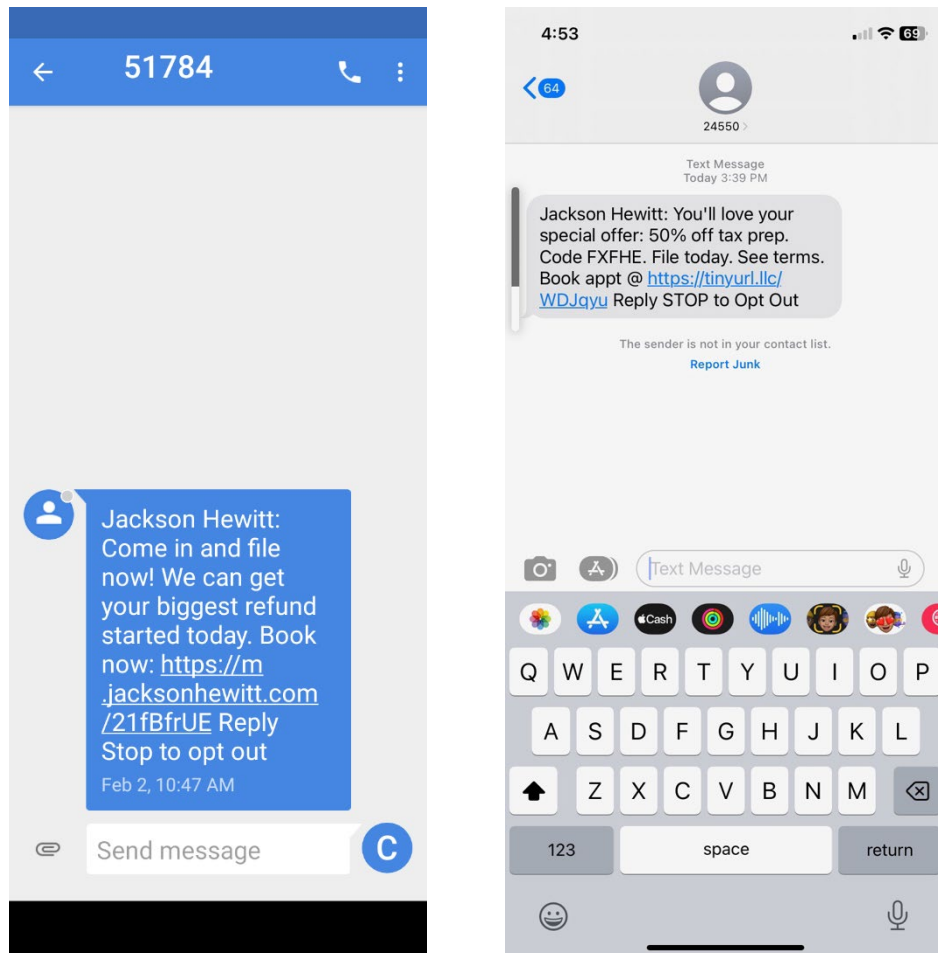 51784
Jackson Hewitt:
Come in and file
now! We can get
your biggest refund
started today. Book
now: https://m
.jacksonhewitt.com
/21fBfrUE Reply
Stop to opt out
Feb 2, 10:47 AM
Send message
C
4:53
69
64
24550
Text Message
Today 3:39 PM
Jackson Hewitt: You'll love your
special offer: 50% off tax prep.
Code FXFHE. File today. See terms.
Book appt @ https://tinyurl.llc/
WDJqyu Reply STOP to Opt Out
The sender is not in your contact list.
Report Junk
Text Message
Cash
Q W E R T Y U I O P
A S D F G H J K L
Z X C V B N M
123 space return